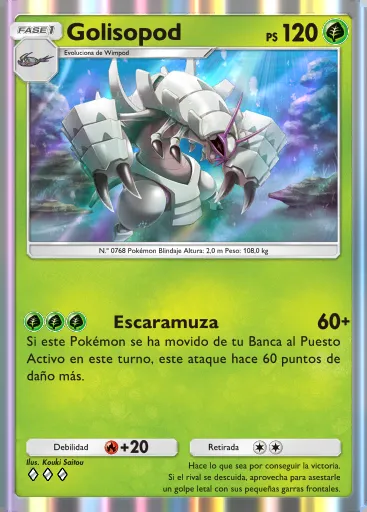 FASE 1
Golisopod
PS 120
Evoluciona de Wimpod
N.º 0768 Pokémon Blindaje Altura: 2,0 m Peso: 108,0 kg
Escaramuza 60+
Si este Pokémon se ha movido de tu Banca al Puesto
Activo en este turno, este ataque hace 60 puntos de
daño más.
Debilidad +20
Retirada
Ilus. Kouki Saitou
Hace lo que sea por conseguir la victoria.
Si el rival se descuida, aprovecha para asestarle
un golpe letal con sus pequeñas garras frontales.